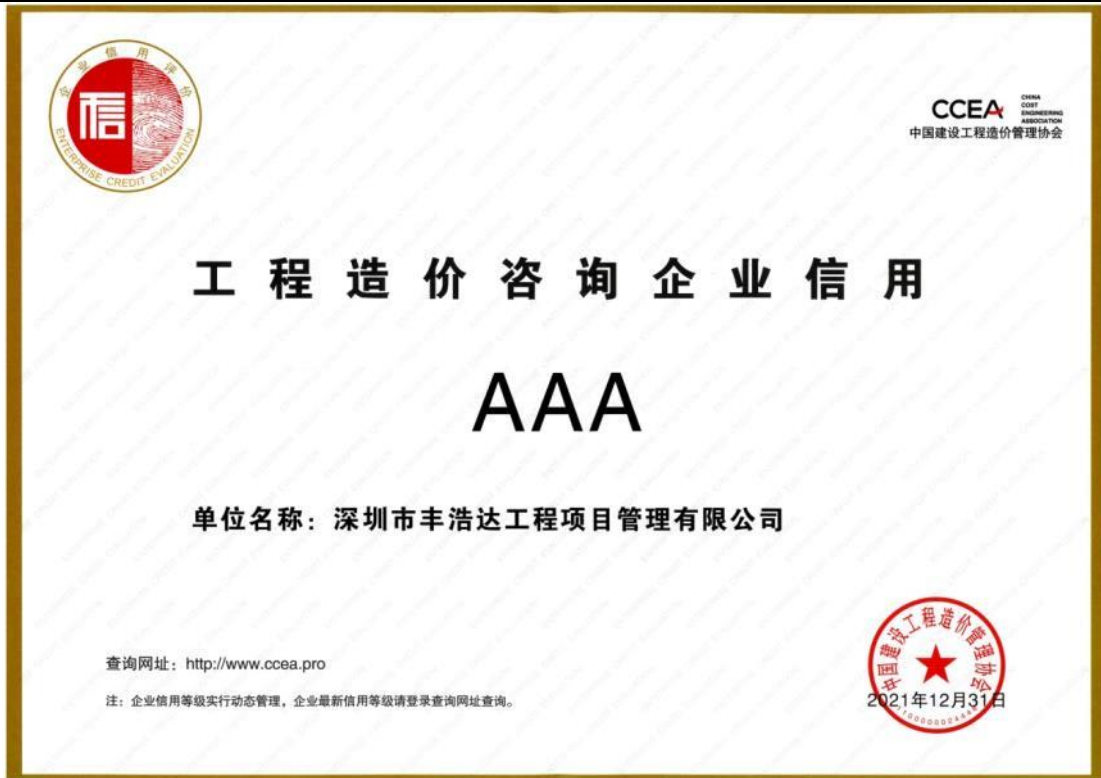 企业信用评价
信
ENTERPRISE CREDIT EVALUATION
CCEA
CHINA
COST
ENGINEERING
ASSOCIATION
中国建设工程造价管理协会
工程造价咨询企业信用
AAA
单位名称：深圳市丰浩达工程项目管理有限公司
查询网址：http://www.ccea.pro
注：企业信用等级实行动态管理，企业最新信用等级请登录查询网址查询。
中国建设工程造价管理协会
2021年12月31日